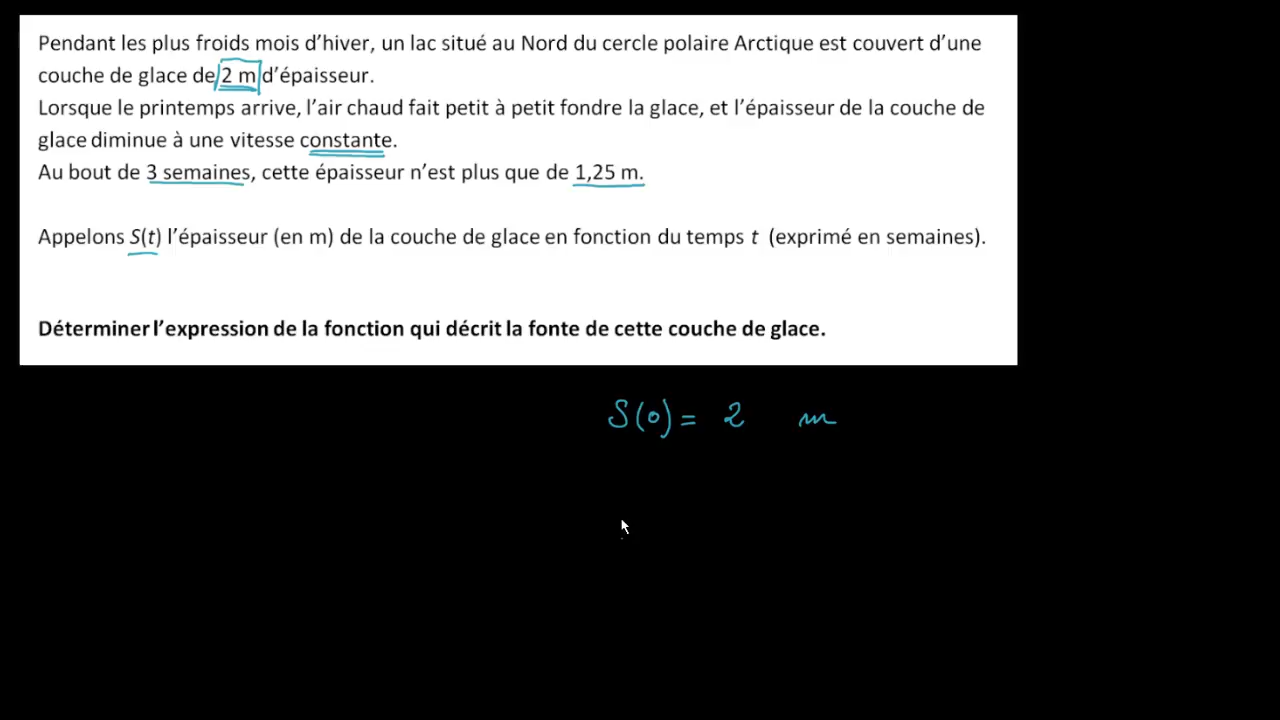 Pendant les plus froids mois d’hiver, un lac situé au Nord du cercle polaire Arctique est couvert d’une
couche de glace de 2 m d’épaisseur.
Lorsque le printemps arrive, l’air chaud fait petit à petit fondre la glace, et l’épaisseur de la couche de
glace diminue à une vitesse constante.
Au bout de 3 semaines, cette épaisseur n’est plus que de 1,25 m.
Appelons S(t) l’épaisseur (en m) de la couche de glace en fonction du temps t (exprimé en semaines).
Déterminer l’expression de la fonction qui décrit la fonte de cette couche de glace.
S(0) = 2 m